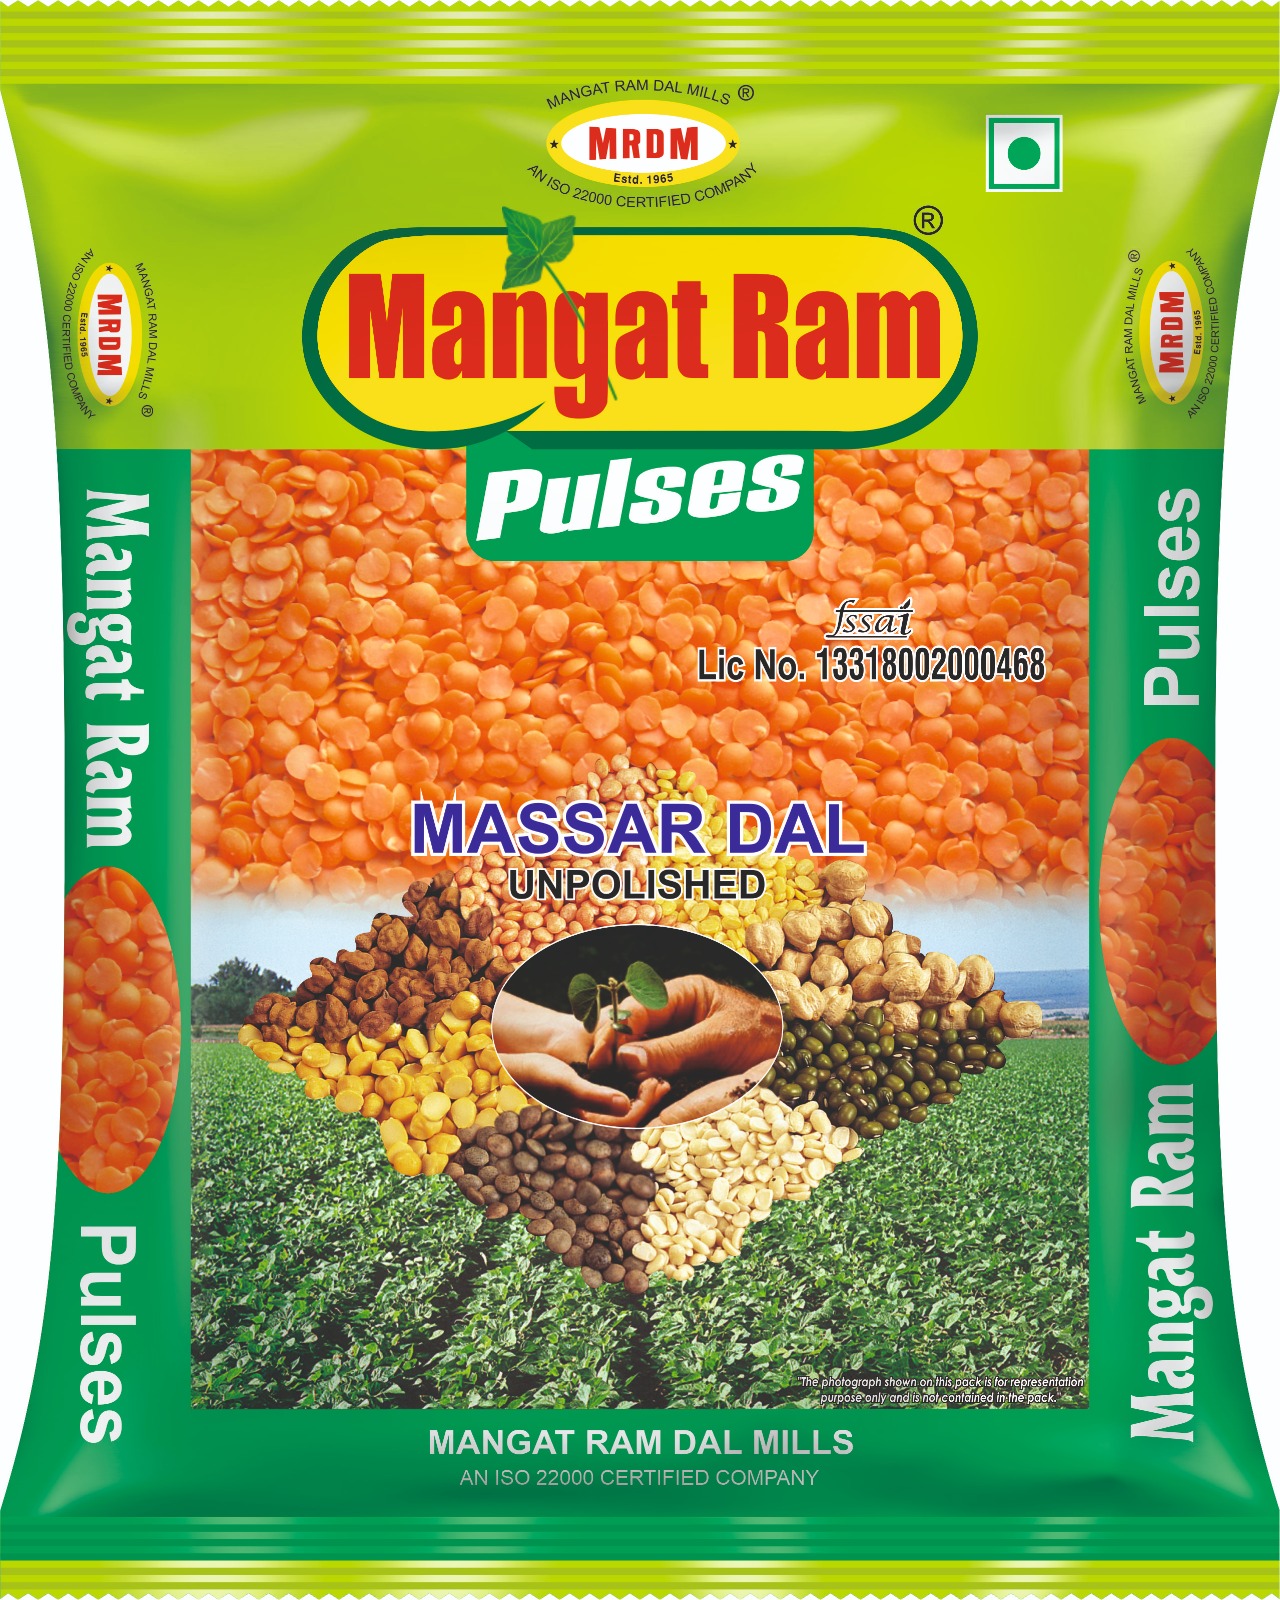 MANGAT RAM DAL MILLS ®
MRDM
Estd. 1965
AN ISO 22000 CERTIFIED COMPANY
®
Mangat Ram
Pulses
fssai
Lic No. 13318002000468
MASSAR DAL
UNPOLISHED
"The photograph shown on this pack is for representation
purpose only and is not contained in the pack."
MANGAT RAM DAL MILLS
AN ISO 22000 CERTIFIED COMPANY
MANGAT RAM DAL MILLS ®
MRDM
Estd. 1965
AN ISO 22000 CERTIFIED COMPANY
Mangat Ram
Pulses
MANGAT RAM DAL MILLS ®
MRDM
Estd. 1965
AN ISO 22000 CERTIFIED COMPANY
Pulses
Mangat Ram